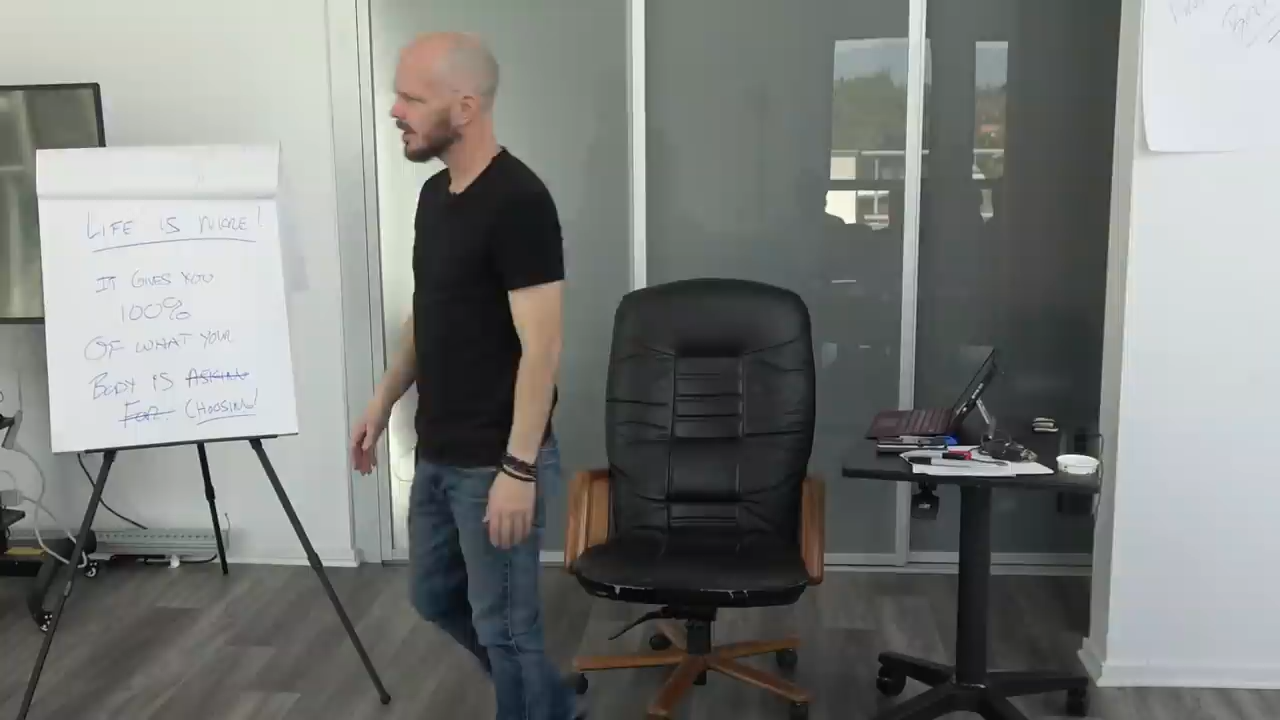 LIFE IS MORE!
IT GIVES YOU
100%
OF WHAT YOUR
BODY IS ASKING
FOR CHOOSING!